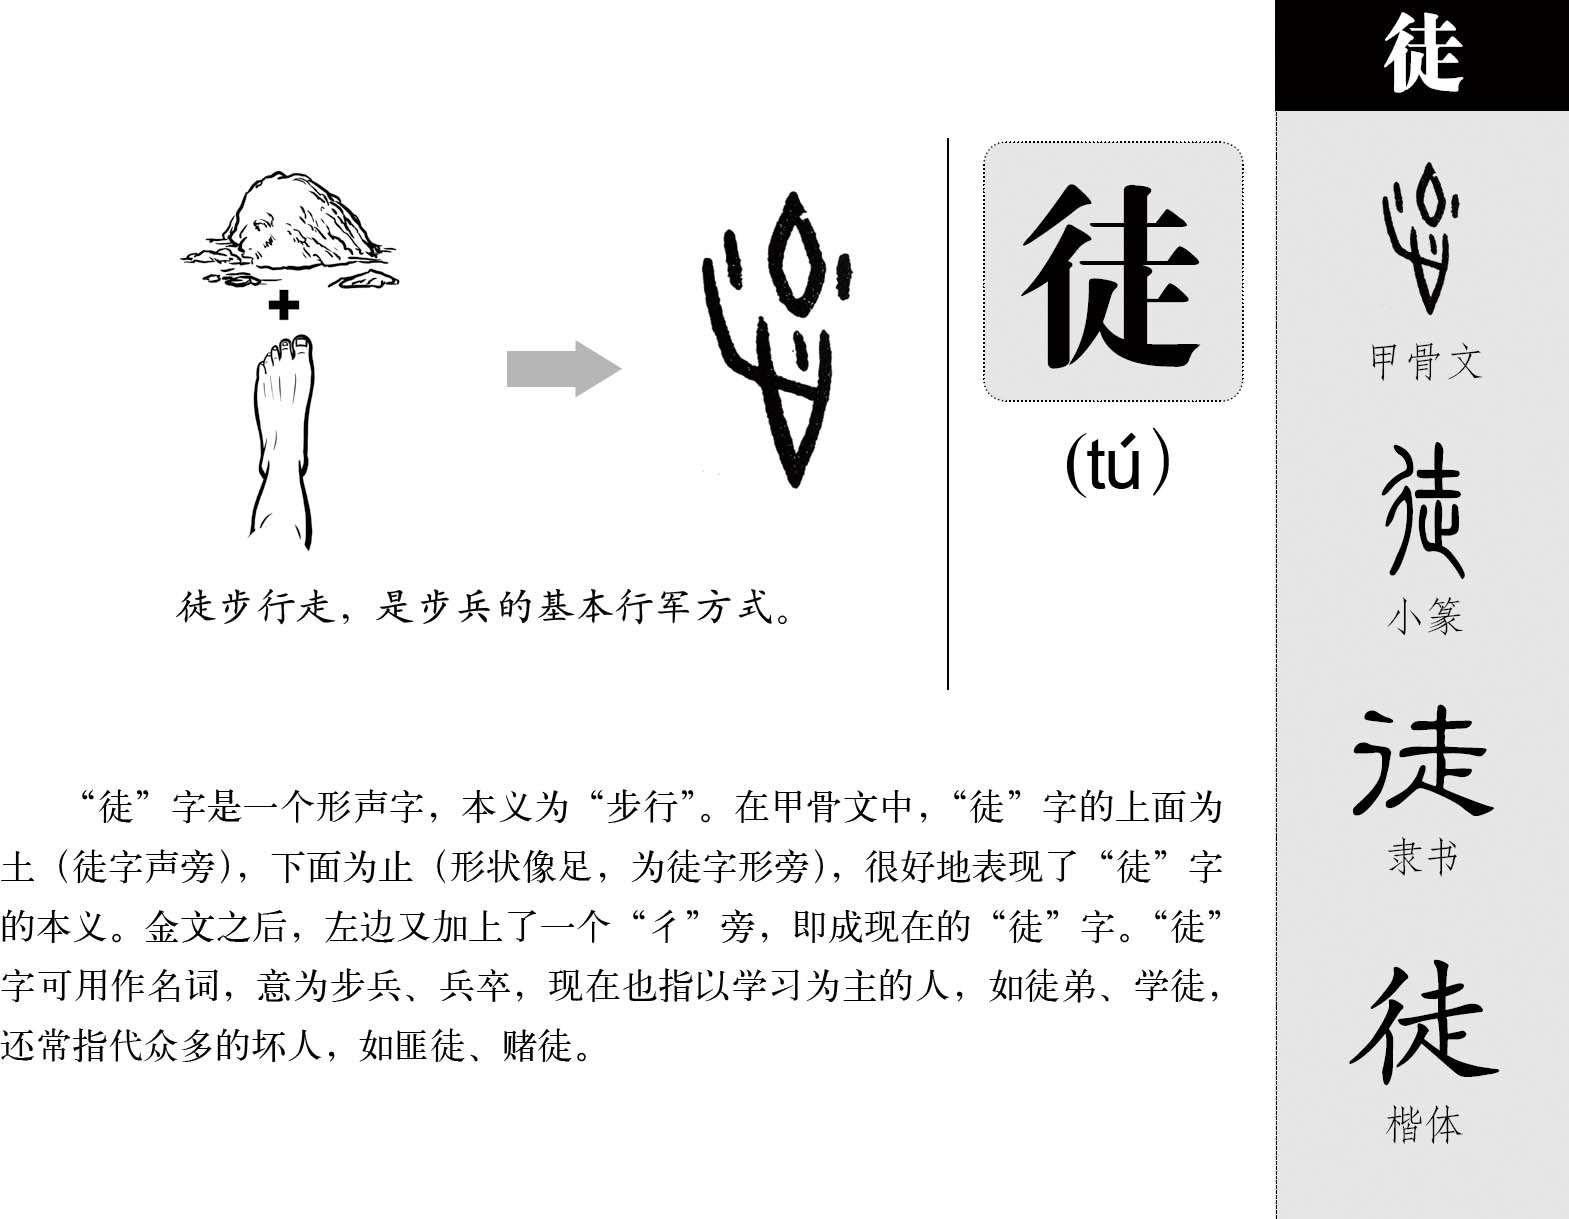 徒
徒步行走，是步兵的基本行军方式。
徒
(tú)
“徒”字是一个形声字，本义为“步行”。在甲骨文中，“徒”字的上面为
土（徒字声旁），下面为止（形状像足，为徒字形旁），很好地表现了“徒”字
的本义。金文之后，左边又加上了一个“彳”旁，即成现在的“徒”字。“徒”
字可用作名词，意为步兵、兵卒，现在也指以学习为主的人，如徒弟、学徒，
还常指代众多的坏人，如匪徒、赌徒。
甲骨文
徒
小篆
徒
隶书
徒
楷体